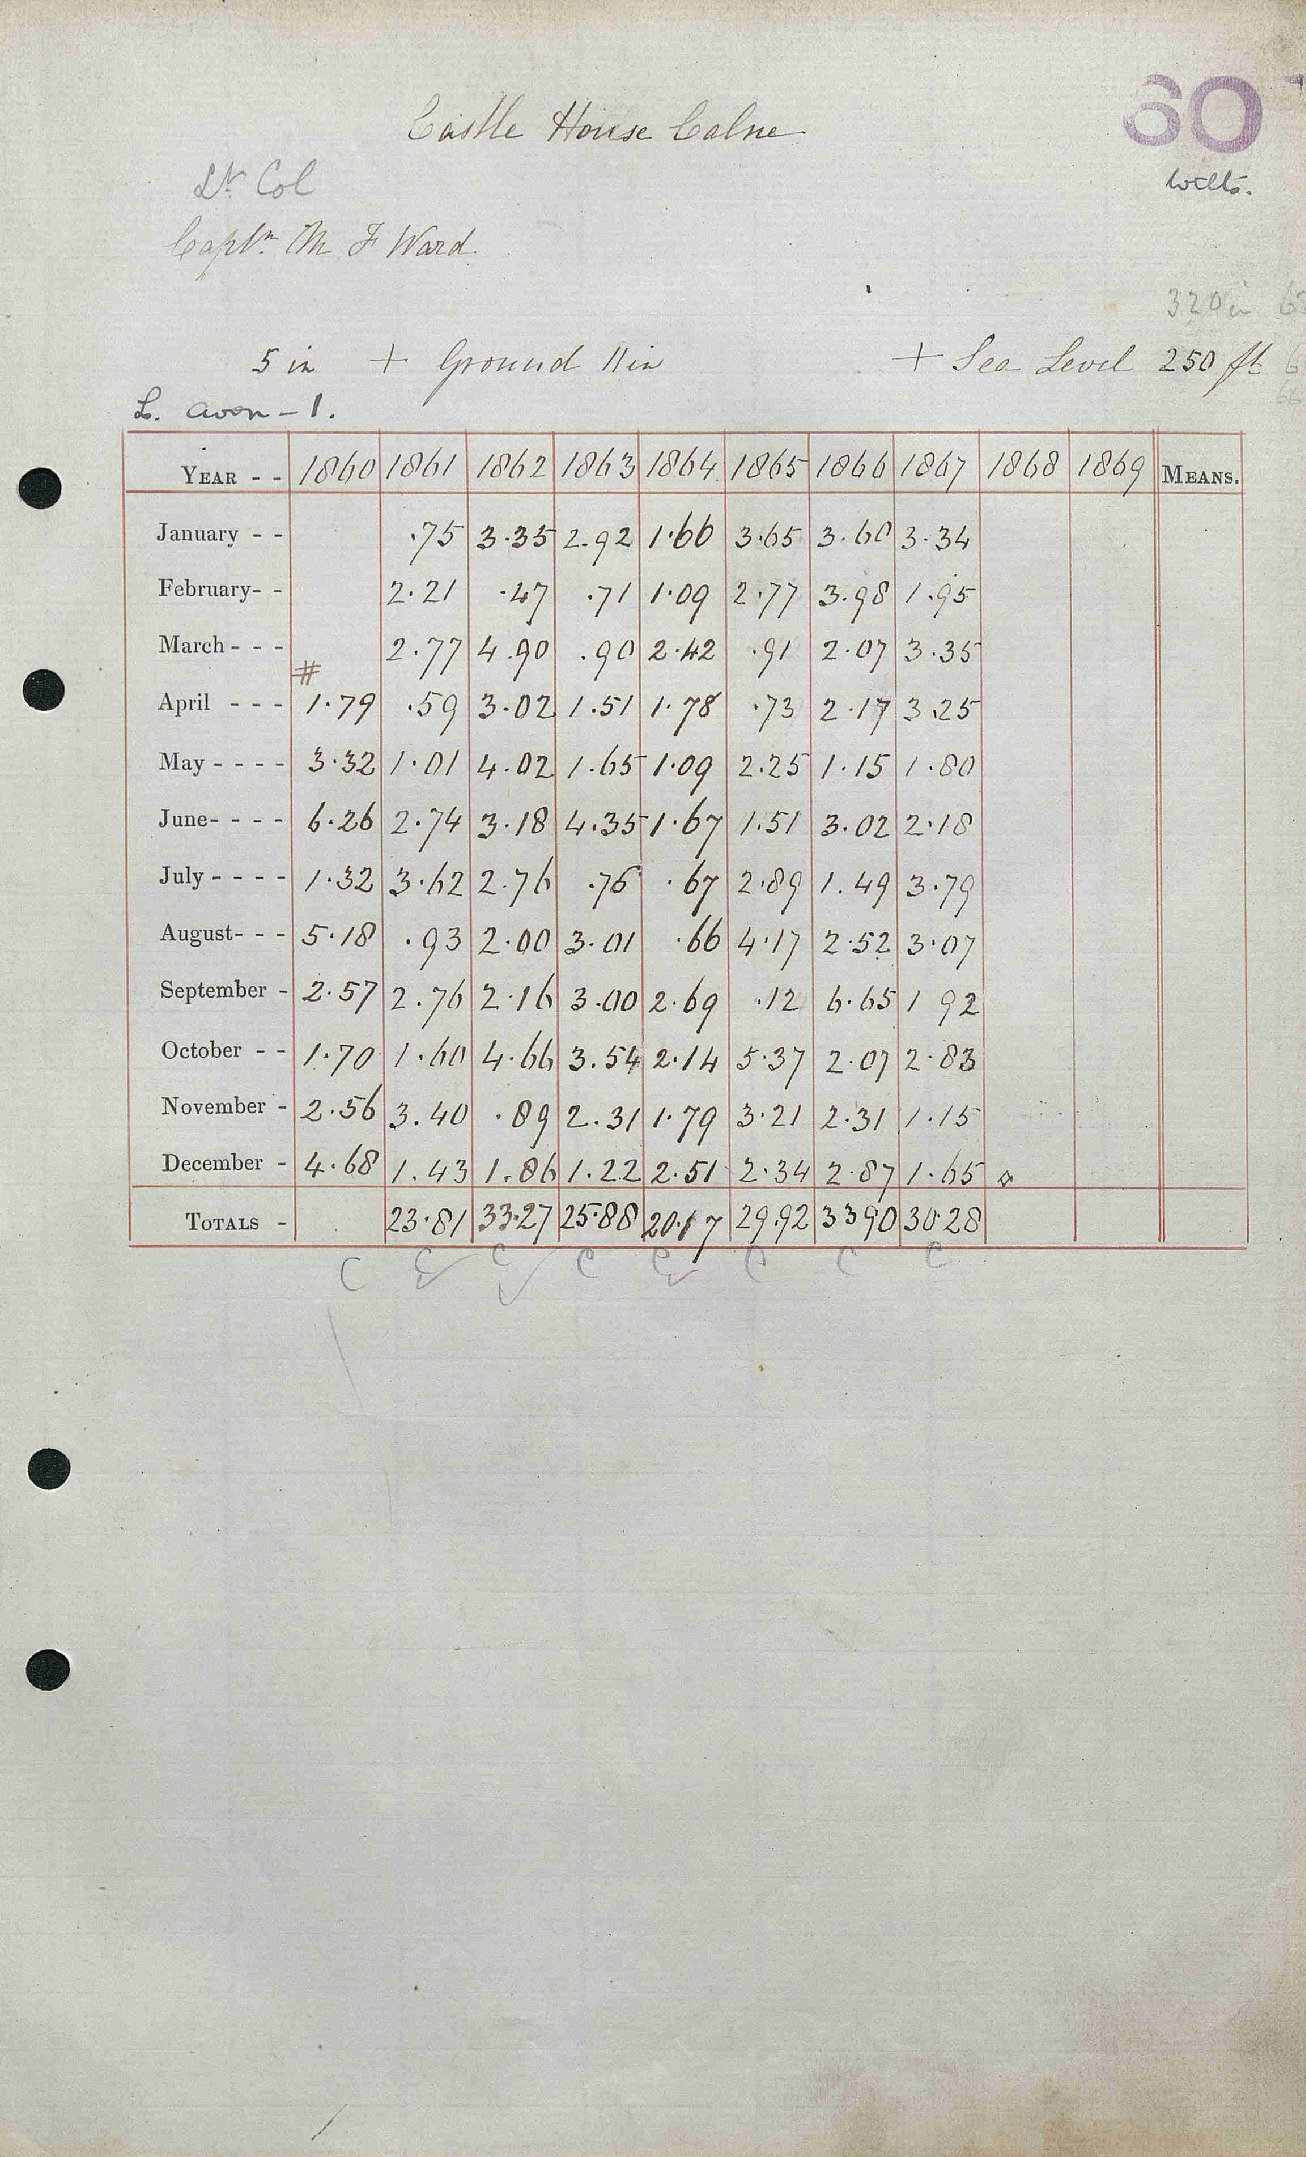 60
Castle House Calne
Wilts.
Lt Col
Captn. M F Ward
320 in 6
5 in + Ground 11 in + Sea Level 250 ft
L. Avon - 1.
YEAR - - 1860 1861 1862 1863 1864 1865 1866 1867 1868 1869 MEANS.
January - - .75 3.35 2.92 1.66 3.65 3.60 3.34
February- - 2.21 .47 .71 1.09 2.77 3.98 1.95
March - - - 2.77 4.90 .90 2.42 .91 2.07 3.35
#
April - - - 1.79 .59 3.02 1.51 1.78 .73 2.17 3.25
May - - - - 3.32 1.01 4.02 1.65 1.09 2.25 1.15 1.80
June- - - - 6.26 2.74 3.18 4.35 1.67 1.51 3.02 2.18
July - - - - 1.32 3.62 2.76 .76 .67 2.89 1.49 3.79
August- - - 5.18 .93 2.00 3.01 .66 4.17 2.52 3.07
September - 2.57 2.76 2.16 3.00 2.69 .12 6.65 1 92
October - - 1.70 1.60 4.66 3.54 2.14 5.37 2.07 2.83
November - 2.56 3.40 .89 2.31 1.79 3.21 2.31 1.15
December - 4.68 1.43 1.86 1.22 2.51 2.34 2.87 1.65
TOTALS - 23.81 33.27 25.88 20.17 29.92 33 90 30.28
C C C C C C C C